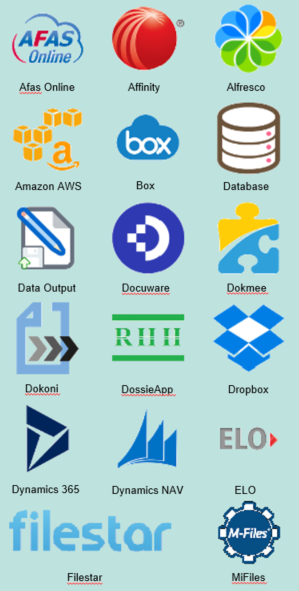 AFAS
Online
®
Afas Online
Affinity
Alfresco
box
a
Amazon AWS
Box
Database
Data Output
Docuware
Dokmee
RHH
Dokoni
DossieApp
Dropbox
ELO
Dynamics 365
Dynamics NAV
ELO
filestar
M-Files
Filestar
MiFiles